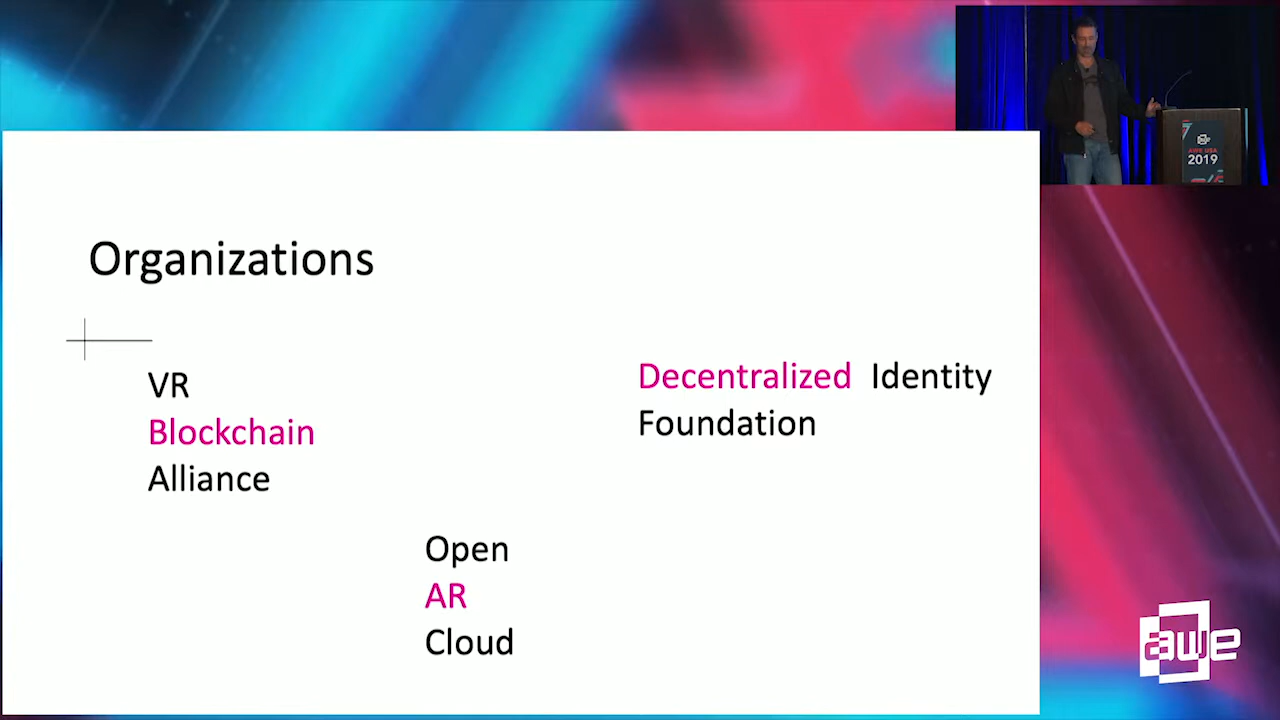 Organizations
VR
Blockchain
Alliance
Decentralized Identity
Foundation
Open
AR
Cloud
AWE USA
2019
awe